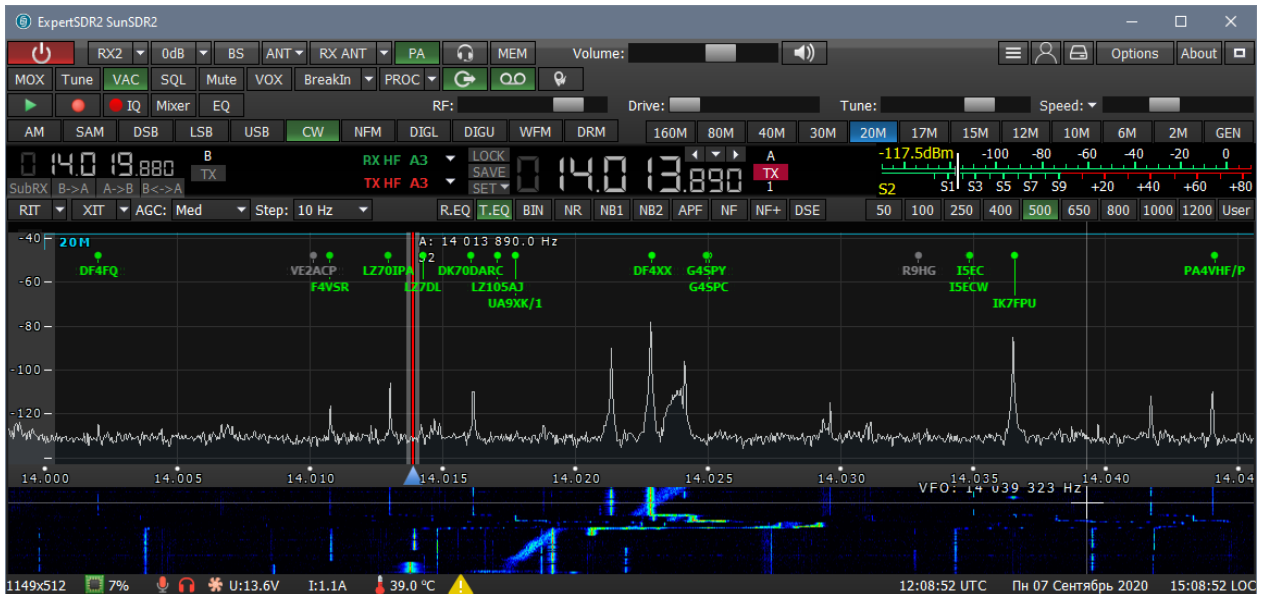 ExpertSDR2 SunSDR2
RX2 0dB BS ANT RX ANT PA MEM Volume: Options About
MOX Tune VAC SQL Mute VOX BreakIn PROC
IQ Mixer EQ RF: Drive: Tune: Speed:
AM SAM DSB LSB USB CW NFM DIGL DIGU WFM DRM 160M 80M 40M 30M 20M 17M 15M 12M 10M 6M 2M GEN
14.019.880 B TX RX HF A3 LOCK 14.013.890 A TX 1 -117.5dBm -100 -80 -60 -40 -20 0
SubRX B->A A->B B<->A TX HF A3 SAVE SET S2 S1 S3 S5 S7 S9 +20 +40 +60 +80
RIT XIT AGC: Med Step: 10 Hz R.EQ T.EQ BIN NR NB1 NB2 APF NF NF+ DSE 50 100 250 400 500 650 800 1000 1200 User
-40 20M A: 14 013 890.0 Hz
S2
DF4FQ VE2ACP LZ70IPA DK70DARC DF4XX G4SPY R9HG I5EC PA4VHF/P
-60 F4VSR LZ7DL LZ105AJ G4SPC I5ECW
UA9XK/1 IK7FPU
-80
-100
-120
14.000 14.005 14.010 14.015 14.020 14.025 14.030 14.035 14.040 14.04
VFO: 14 039 323 Hz
1149x512 7% U:13.6V I:1.1A 39.0 ℃ 12:08:52 UTC Пн 07 Сентябрь 2020 15:08:52 LOC